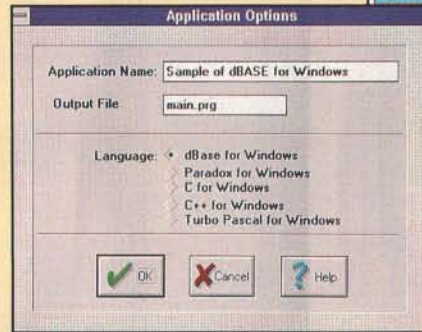 Application Options
Application Name: Sample of dBASE for Windows
Output File main.prg
Language: dBase for Windows
Paradox for Windows
C for Windows
C++ for Windows
Turbo Pascal for Windows
OK Cancel Help